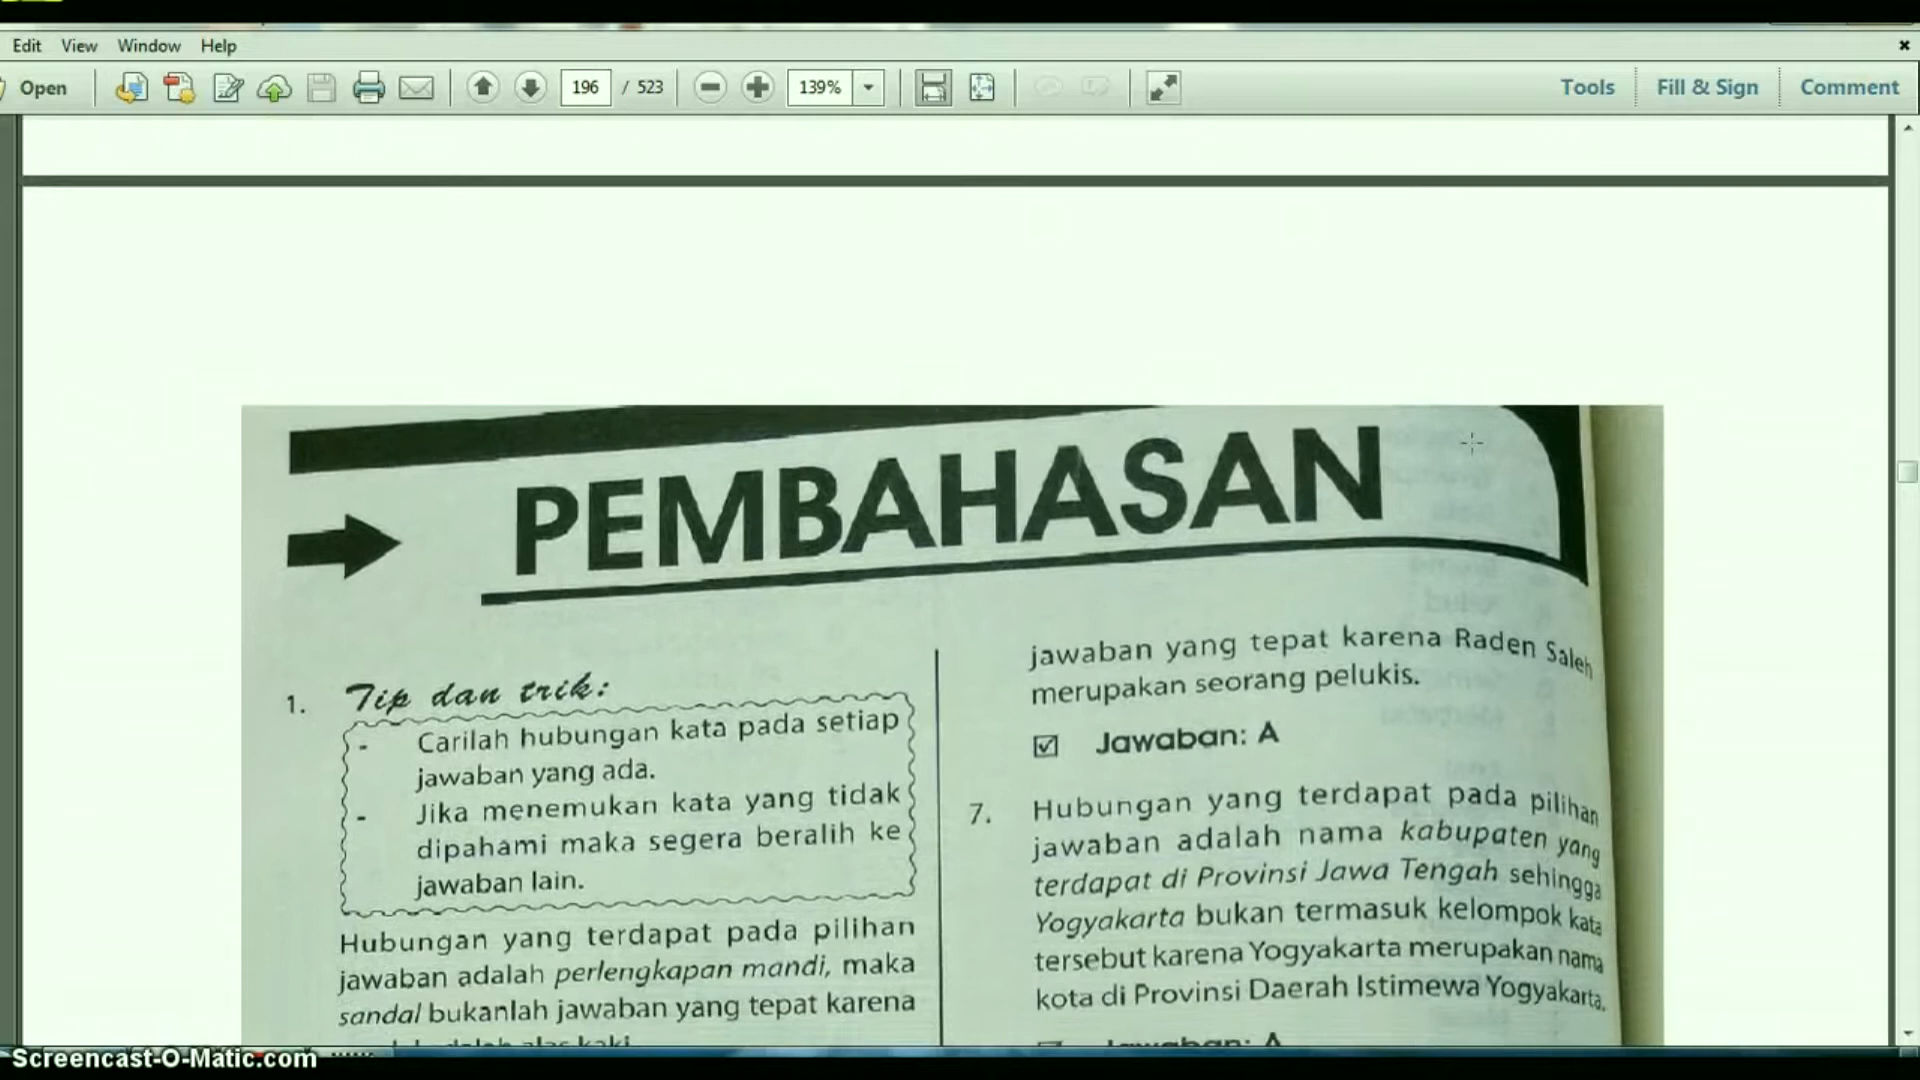 Edit View Window Help
Open 196 / 523 139% Tools Fill & Sign Comment
PEMBAHASAN
1. Tip dan trik:
- Carilah hubungan kata pada setiap
jawaban yang ada.
- Jika menemukan kata yang tidak
dipahami maka segera beralih ke
jawaban lain.
Hubungan yang terdapat pada pilihan
jawaban adalah perlengkapan mandi, maka
sandal bukanlah jawaban yang tepat karena
alas kaki
jawaban yang tepat karena Raden Saleh
merupakan seorang pelukis.
Jawaban: A
7. Hubungan yang terdapat pada pilihan
jawaban adalah nama kabupaten yang
terdapat di Provinsi Jawa Tengah sehingga
Yogyakarta bukan termasuk kelompok kata
tersebut karena Yogyakarta merupakan nama
kota di Provinsi Daerah Istimewa Yogyakarta.
Jawaban: A
Screencast-O-Matic.com